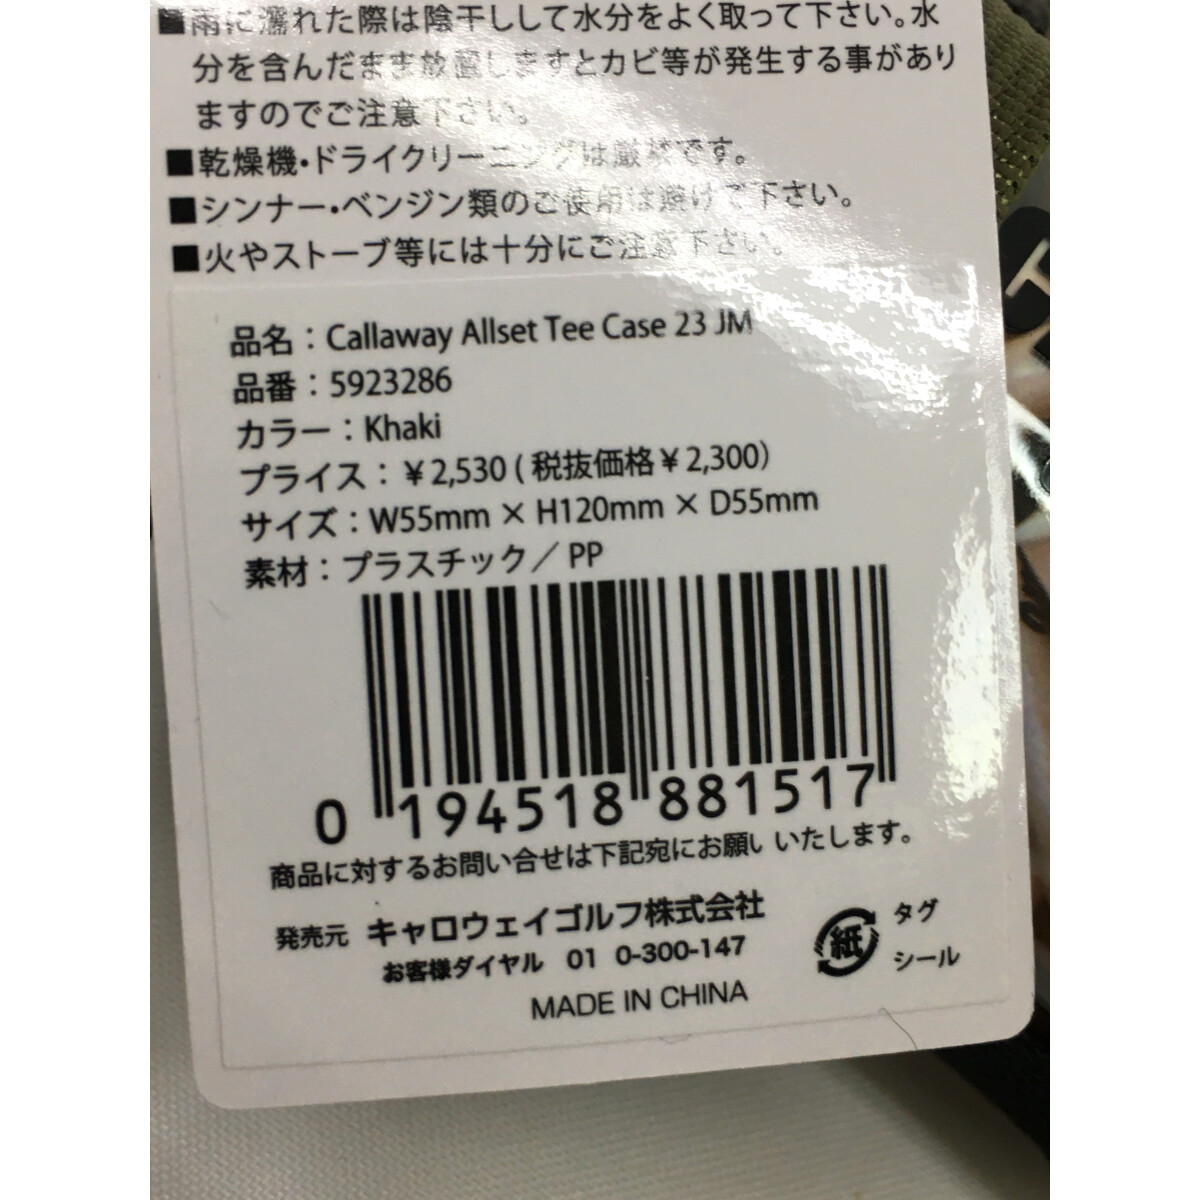 ■雨に濡れた際は陰干しして水分をよく取って下さい。水
分を含んだまま放置しますとカビ等が発生する事があり
ますのでご注意下さい。
■乾燥機・ドライクリーニングは厳禁です。
■シンナー・ベンジン類のご使用は避けて下さい。
■火やストーブ等には十分にご注意下さい。
品名：Callaway Allset Tee Case 23 JM
品番：5923286
カラー：Khaki
プライス：￥2,530 ( 税抜価格￥2,300)
サイズ：W55mm × H120mm × D55mm
素材：プラスチック／ PP
0 194518 881517
商品に対するお問い合せは下記宛にお願いいたします。
発売元 キャロウェイゴルフ株式会社
お客様ダイヤル 01 0-300-147
MADE IN CHINA
紙
タグ
シール